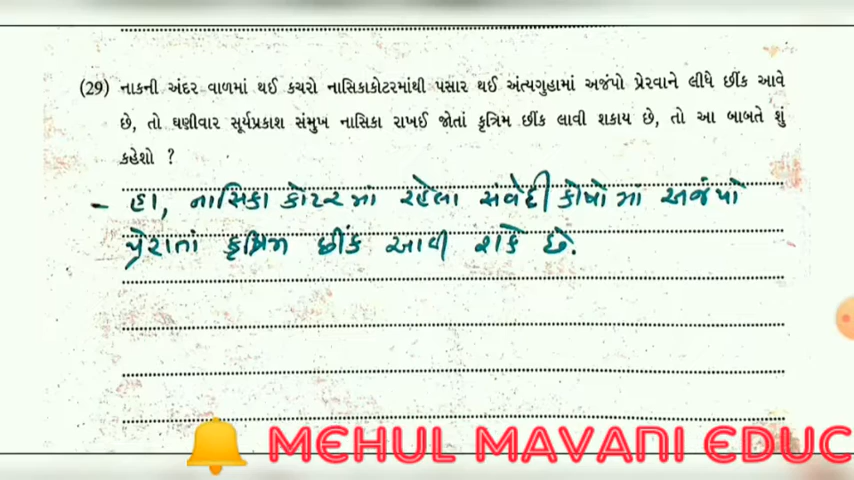 (29) નાકની અંદર વાળમાં થઈ કચરો નાસિકાકોટરમાંથી પસાર થઈ અંત્યગુહામાં અજંપો પ્રેરવાને લીધે છીંક આવે
છે, તો ઘણીવાર સૂર્યપ્રકાશ સંમુખ નાસિકા રાખઈ જોતાં કૃત્રિમ છીંક લાવી શકાય છે, તો આ બાબતે શું
કહેશો ?
- હા, નાસિકા કોટરમાં રહેલા સંવેદી કોષોમાં અજંપો
પ્રેરાતાં કૃત્રિમ છીંક આવી શકે છે.
MEHUL MAVANI EDUC